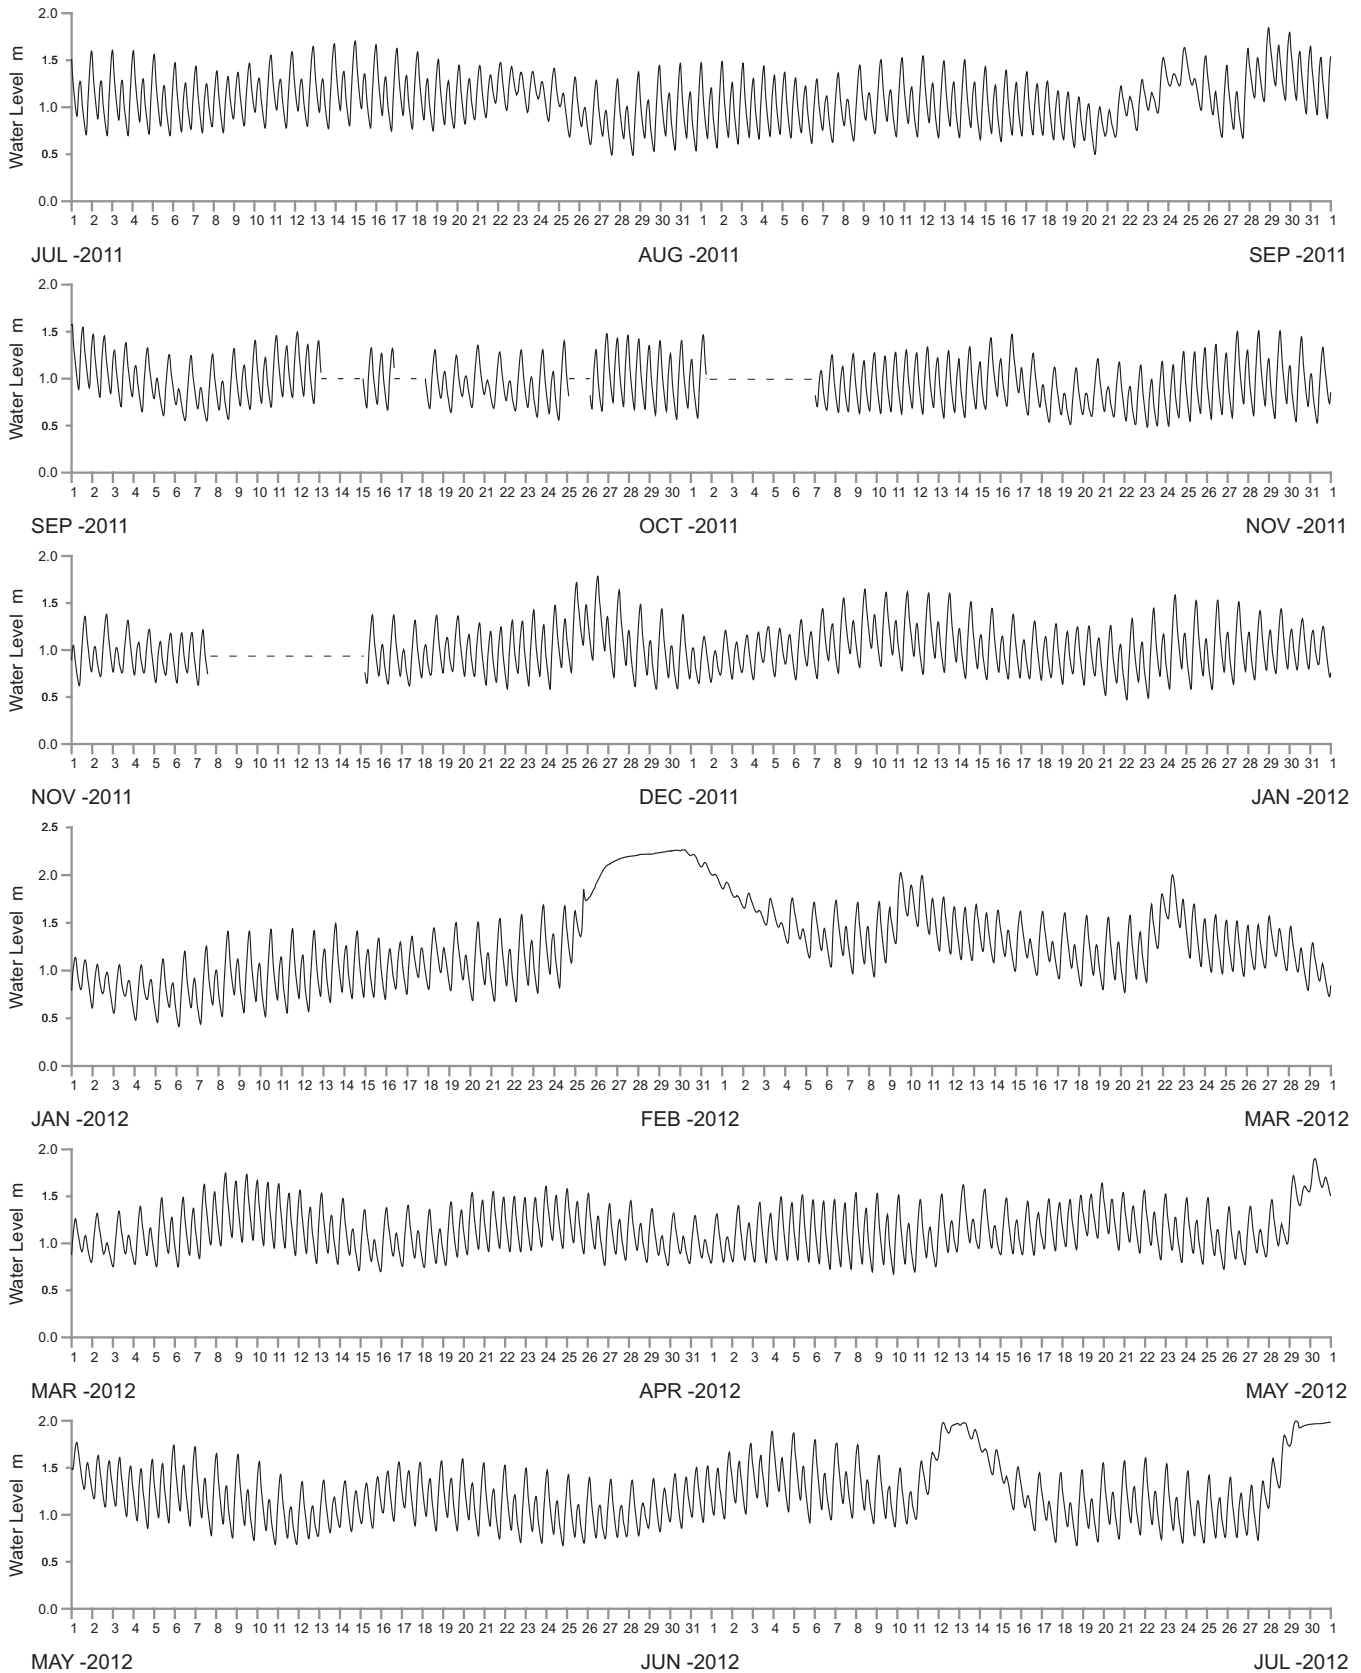 2.0
1.5
1.0
0.5
0.0
Water Level m
1 2 3 4 5 6 7 8 9 10 11 12 13 14 15 16 17 18 19 20 21 22 23 24 25 26 27 28 29 30 31 1 2 3 4 5 6 7 8 9 10 11 12 13 14 15 16 17 18 19 20 21 22 23 24 25 26 27 28 29 30 31 1
JUL -2011 AUG -2011 SEP -2011
2.0
1.5
1.0
0.5
0.0
Water Level m
1 2 3 4 5 6 7 8 9 10 11 12 13 14 15 16 17 18 19 20 21 22 23 24 25 26 27 28 29 30 1 2 3 4 5 6 7 8 9 10 11 12 13 14 15 16 17 18 19 20 21 22 23 24 25 26 27 28 29 30 31 1
SEP -2011 OCT -2011 NOV -2011
2.0
1.5
1.0
0.5
0.0
Water Level m
1 2 3 4 5 6 7 8 9 10 11 12 13 14 15 16 17 18 19 20 21 22 23 24 25 26 27 28 29 30 1 2 3 4 5 6 7 8 9 10 11 12 13 14 15 16 17 18 19 20 21 22 23 24 25 26 27 28 29 30 31 1
NOV -2011 DEC -2011 JAN -2012
2.5
2.0
1.5
1.0
0.5
0.0
Water Level m
1 2 3 4 5 6 7 8 9 10 11 12 13 14 15 16 17 18 19 20 21 22 23 24 25 26 27 28 29 30 31 1 2 3 4 5 6 7 8 9 10 11 12 13 14 15 16 17 18 19 20 21 22 23 24 25 26 27 28 29 1
JAN -2012 FEB -2012 MAR -2012
2.0
1.5
1.0
0.5
0.0
Water Level m
1 2 3 4 5 6 7 8 9 10 11 12 13 14 15 16 17 18 19 20 21 22 23 24 25 26 27 28 29 30 31 1 2 3 4 5 6 7 8 9 10 11 12 13 14 15 16 17 18 19 20 21 22 23 24 25 26 27 28 29 30 1
MAR -2012 APR -2012 MAY -2012
2.0
1.5
1.0
0.5
0.0
Water Level m
1 2 3 4 5 6 7 8 9 10 11 12 13 14 15 16 17 18 19 20 21 22 23 24 25 26 27 28 29 30 31 1 2 3 4 5 6 7 8 9 10 11 12 13 14 15 16 17 18 19 20 21 22 23 24 25 26 27 28 29 30 1
MAY -2012 JUN -2012 JUL -2012